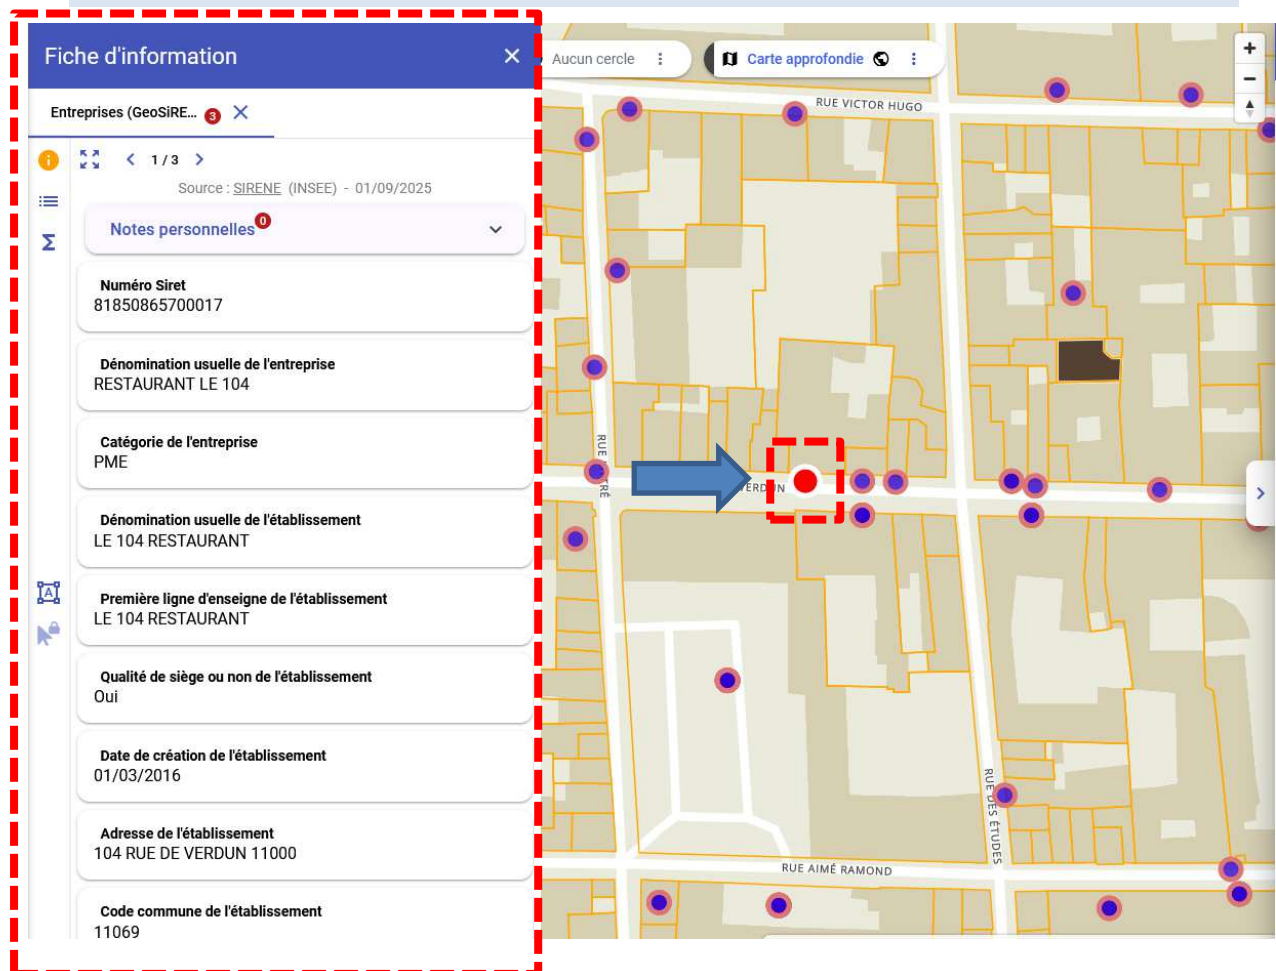 Fiche d'information
Entreprises (GeoSiRE... 3
1 / 3
Source : SIRENE (INSEE) - 01/09/2025
Notes personnelles 0
Numéro Siret
81850865700017
Dénomination usuelle de l'entreprise
RESTAURANT LE 104
Catégorie de l'entreprise
PME
Dénomination usuelle de l'établissement
LE 104 RESTAURANT
Première ligne d'enseigne de l'établissement
LE 104 RESTAURANT
Qualité de siège ou non de l'établissement
Oui
Date de création de l'établissement
01/03/2016
Adresse de l'établissement
104 RUE DE VERDUN 11000
Code commune de l'établissement
11069
Aucun cercle
Carte approfondie
RUE VICTOR HUGO
RUE
VERDUN
RUE DES ÉTUDES
RUE AIMÉ RAMOND